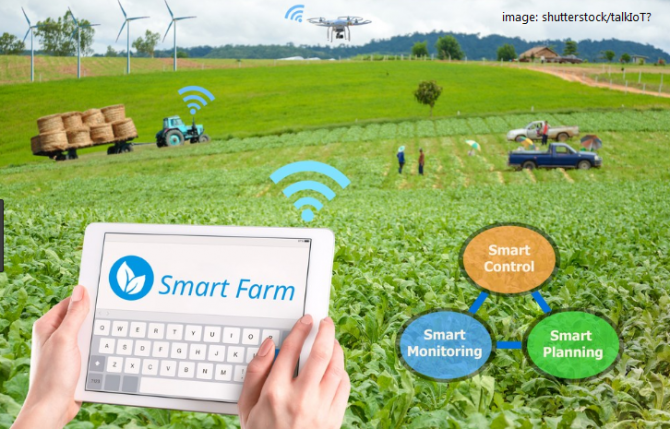 image: shutterstock/talkIoT?
Smart Farm
Q W E R T Y U I O
A S D F G H J K
Z X C V B N M
Smart
Control
Smart
Monitoring
Smart
Planning